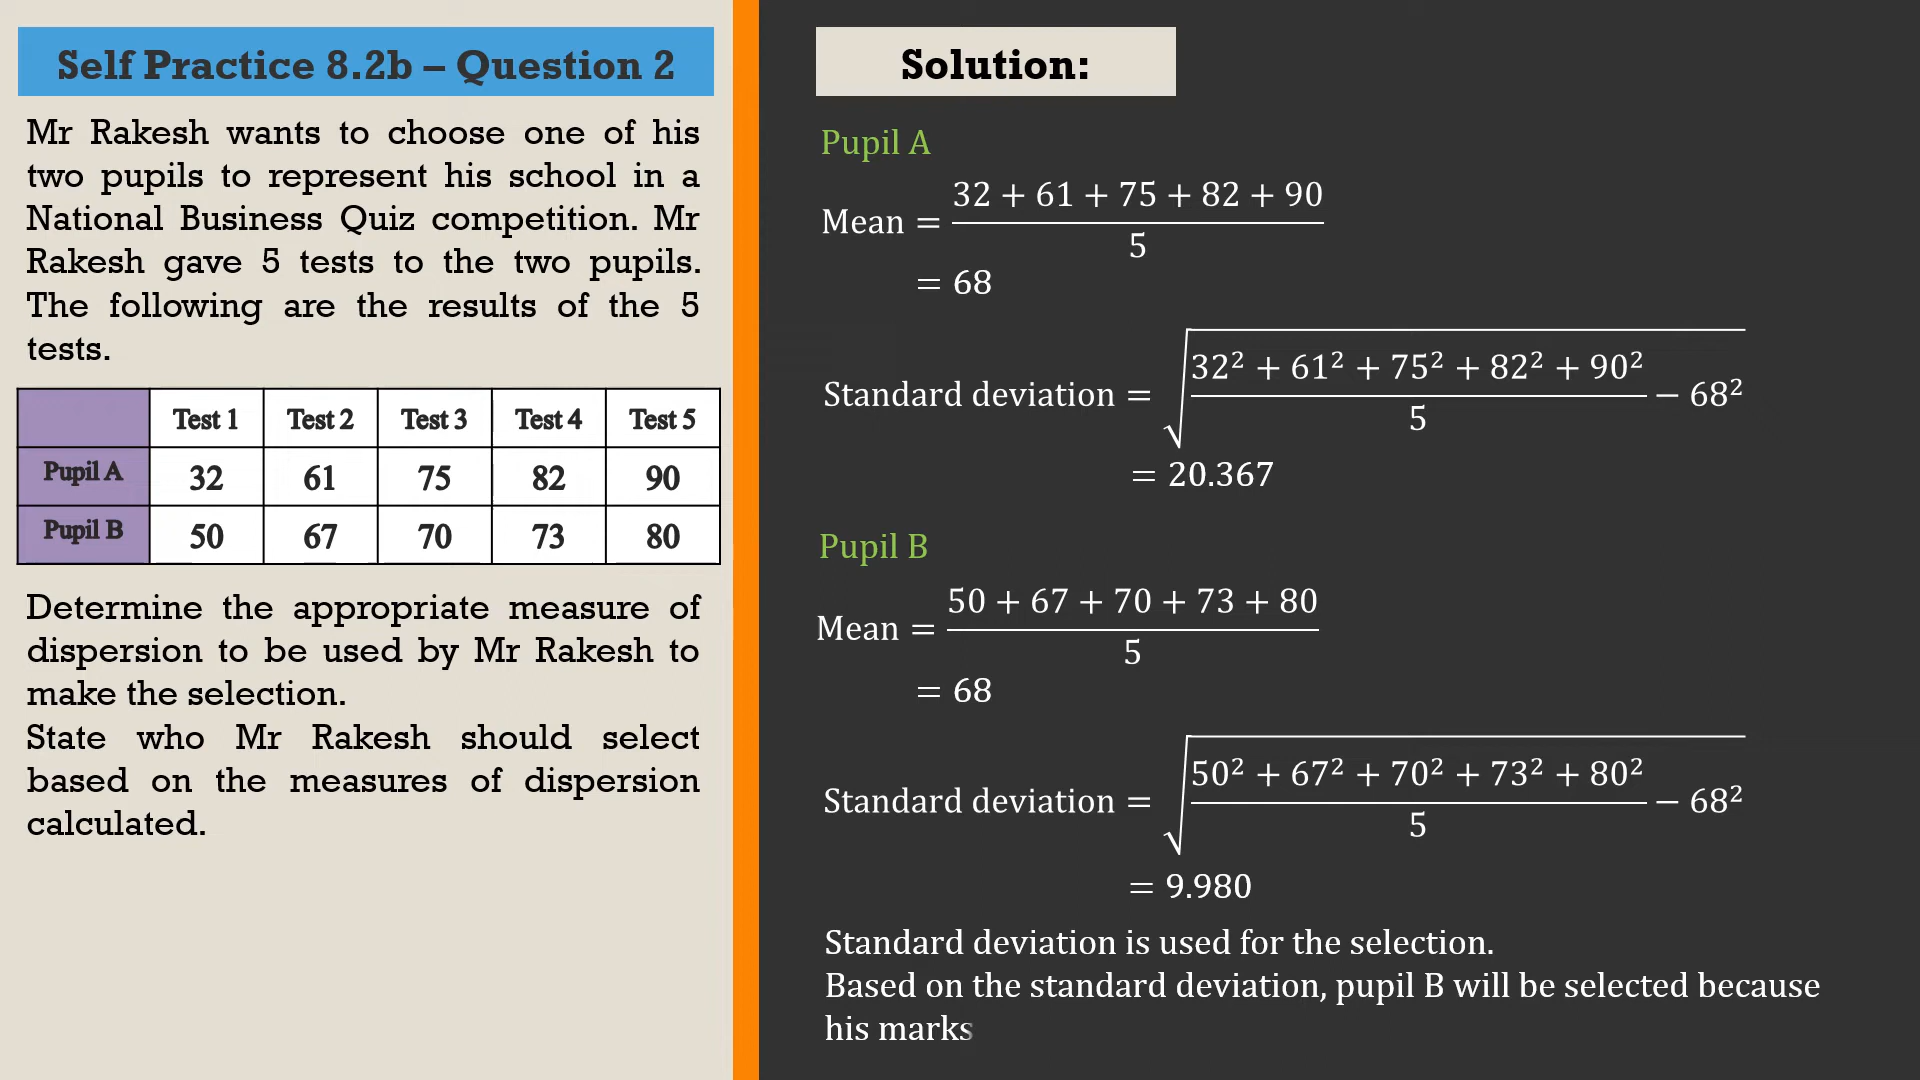 Self Practice 8.2b – Question 2
Mr Rakesh wants to choose one of his
two pupils to represent his school in a
National Business Quiz competition. Mr
Rakesh gave 5 tests to the two pupils.
The following are the results of the 5
tests.
Test 1 Test 2 Test 3 Test 4 Test 5
Pupil A 32 61 75 82 90
Pupil B 50 67 70 73 80
Determine the appropriate measure of
dispersion to be used by Mr Rakesh to
make the selection.
State who Mr Rakesh should select
based on the measures of dispersion
calculated.
Solution:
Pupil A
Mean = (32 + 61 + 75 + 82 + 90)/5
= 68
Standard deviation = √((32² + 61² + 75² + 82² + 90²)/5 − 68²)
= 20.367
Pupil B
Mean = (50 + 67 + 70 + 73 + 80)/5
= 68
Standard deviation = √((50² + 67² + 70² + 73² + 80²)/5 − 68²)
= 9.980
Standard deviation is used for the selection.
Based on the standard deviation, pupil B will be selected because
his marks